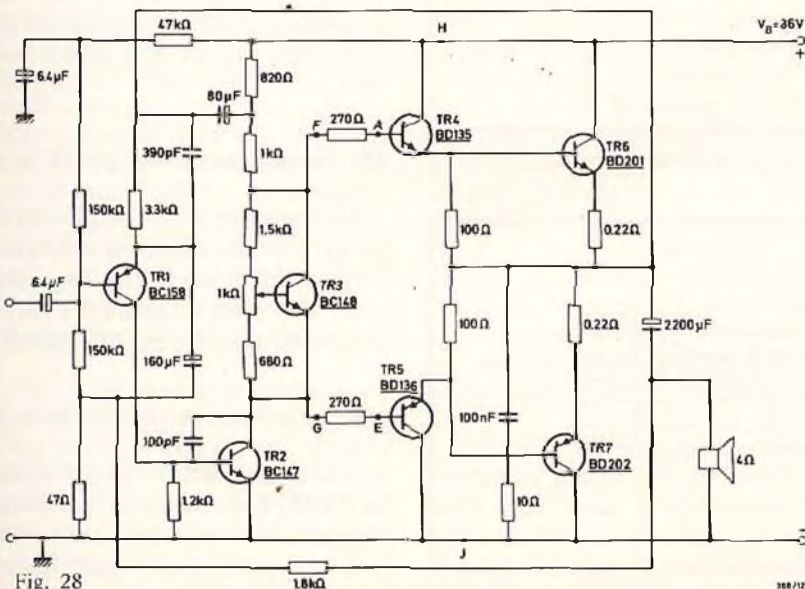 47kΩ
H
V_B=36V
+
6.4µF
820Ω
80µF
F
270Ω
A
TR4
BD135
TR6
BD201
390pF
1kΩ
150kΩ
3.3kΩ
1.5kΩ
100Ω
0.22Ω
6.4µF
TR1
BC158
1kΩ
TR3
BC148
100Ω
0.22Ω
2200µF
150kΩ
160µF
680Ω
TR5
BD136
270Ω
G
E
100nF
TR7
BD202
4Ω
100pF
TR2
BC147
47Ω
1.2kΩ
10Ω
J
1.8kΩ
Fig. 28